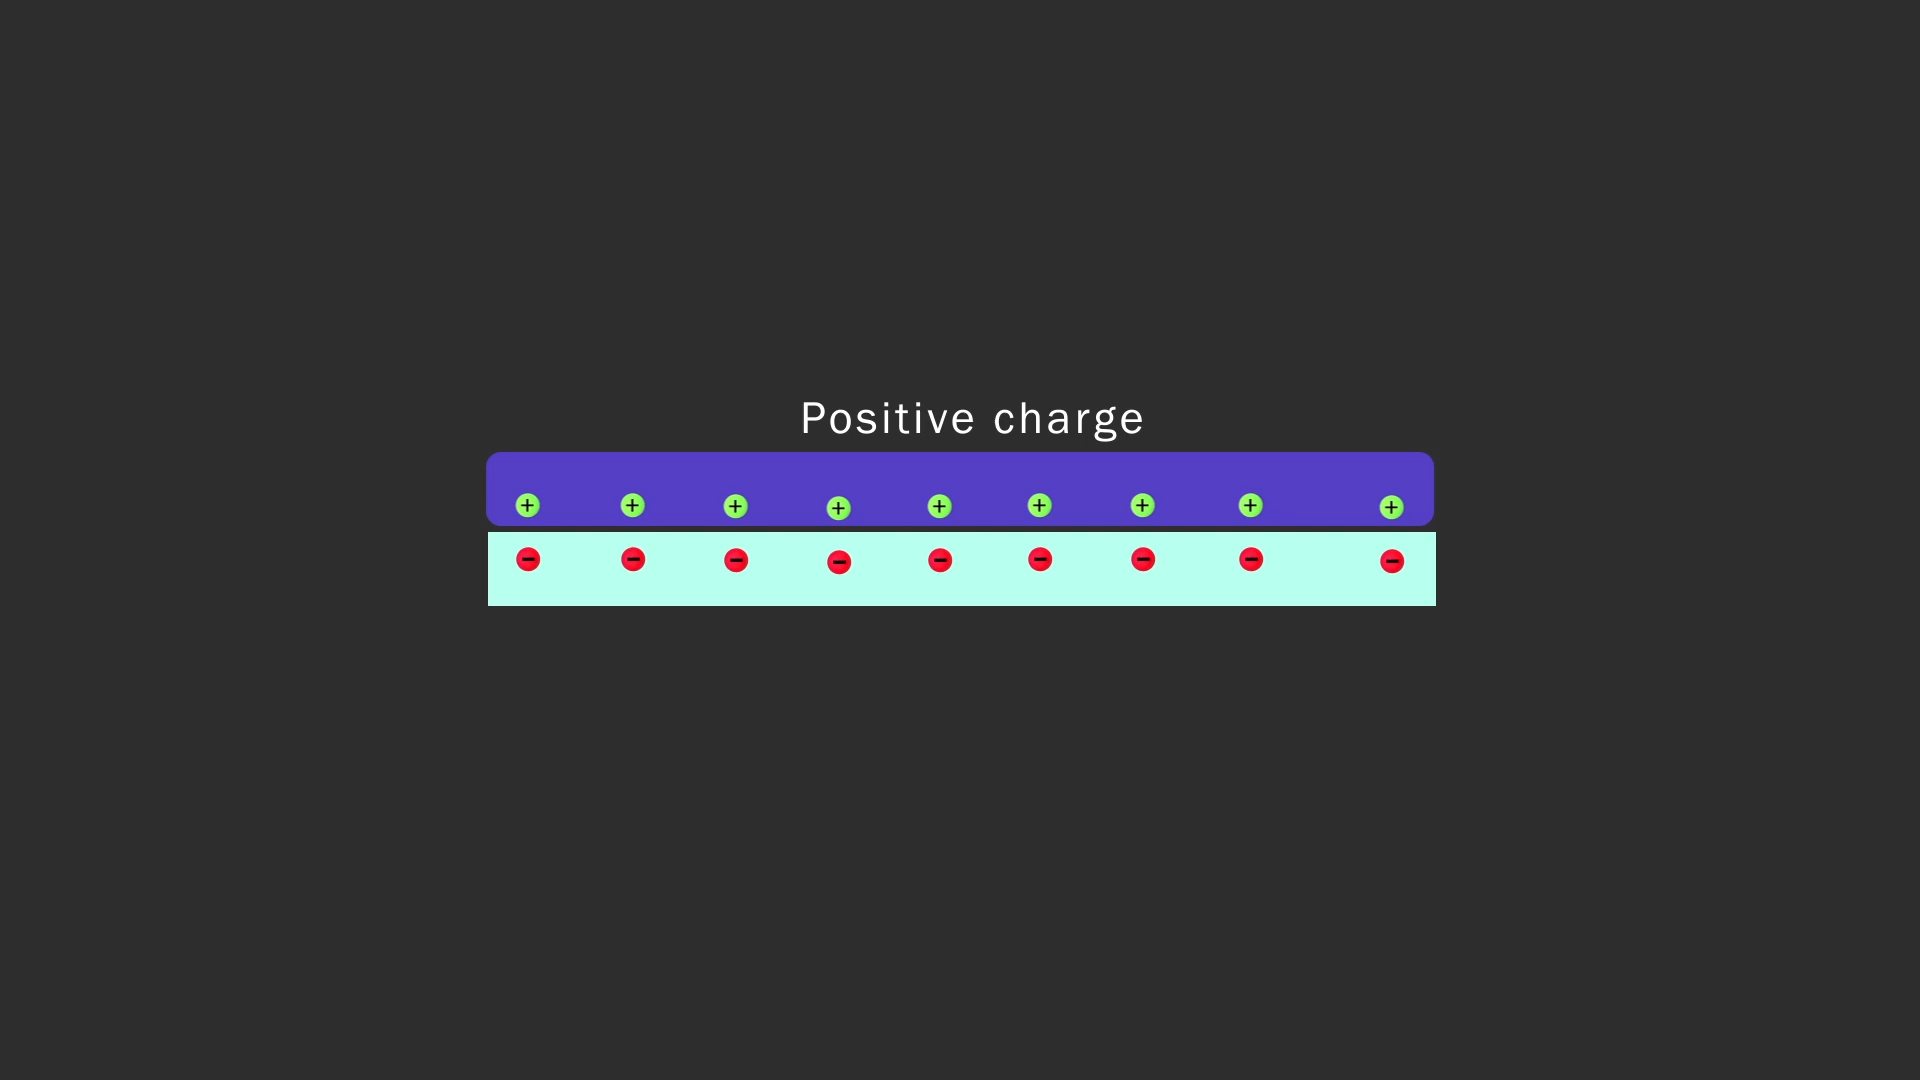 Positive charge
+ + + + + + + + +
− − − − − − − − −